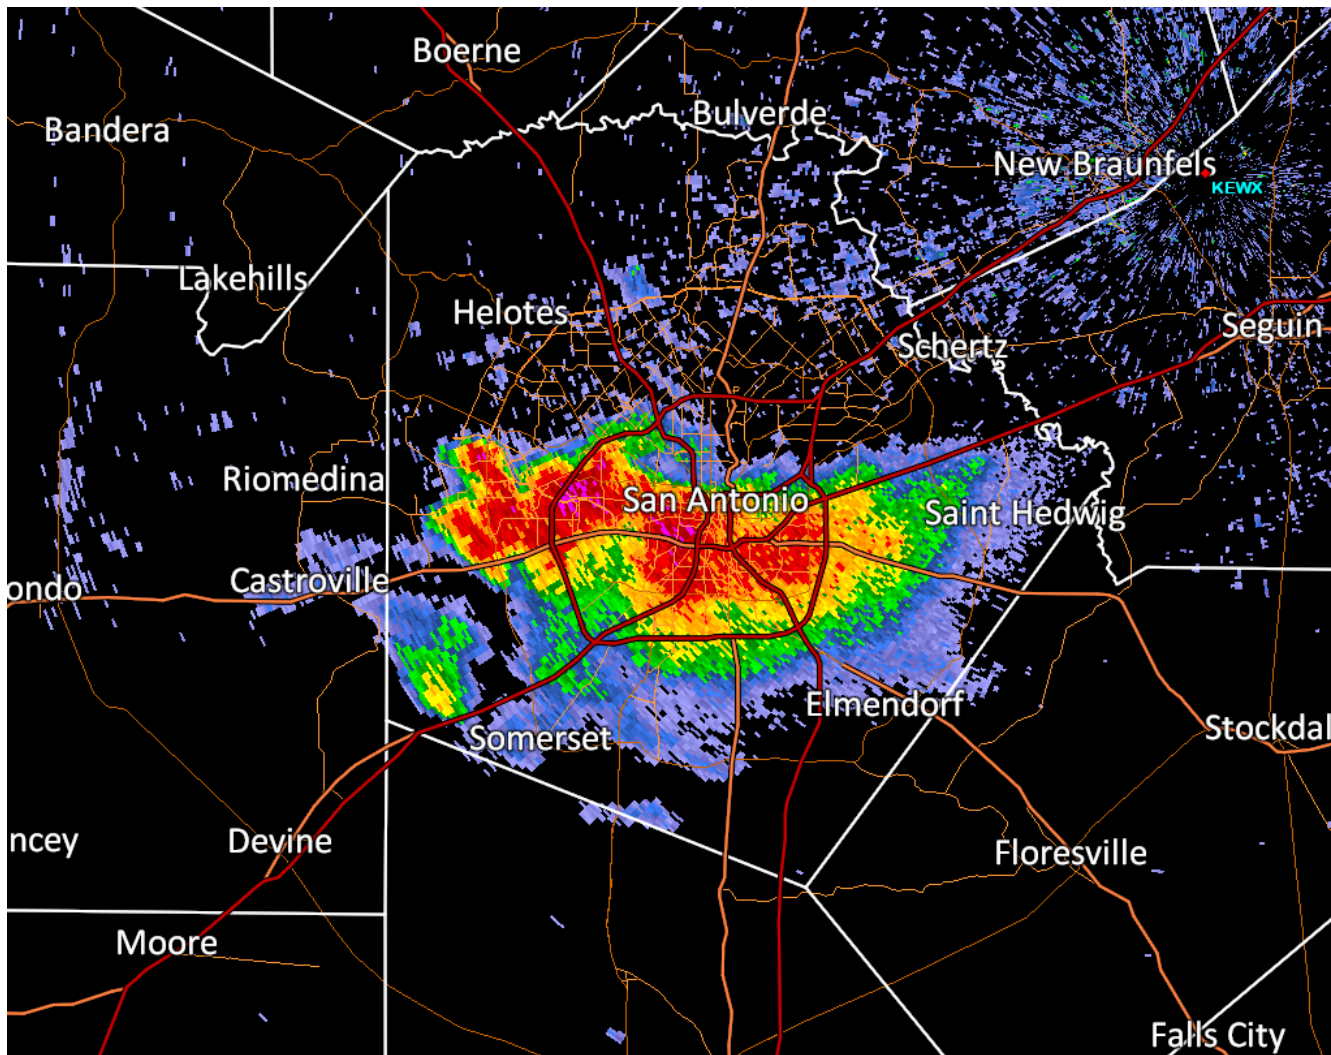 Boerne
Bulverde
Bandera
New Braunfels
KEWX
Lakehills
Helotes
Seguin
Schertz
Riomedina
San Antonio
Saint Hedwig
Castroville
ondo
Elmendorf
Stockdal
Somerset
ncey
Devine
Floresville
Moore
Falls City